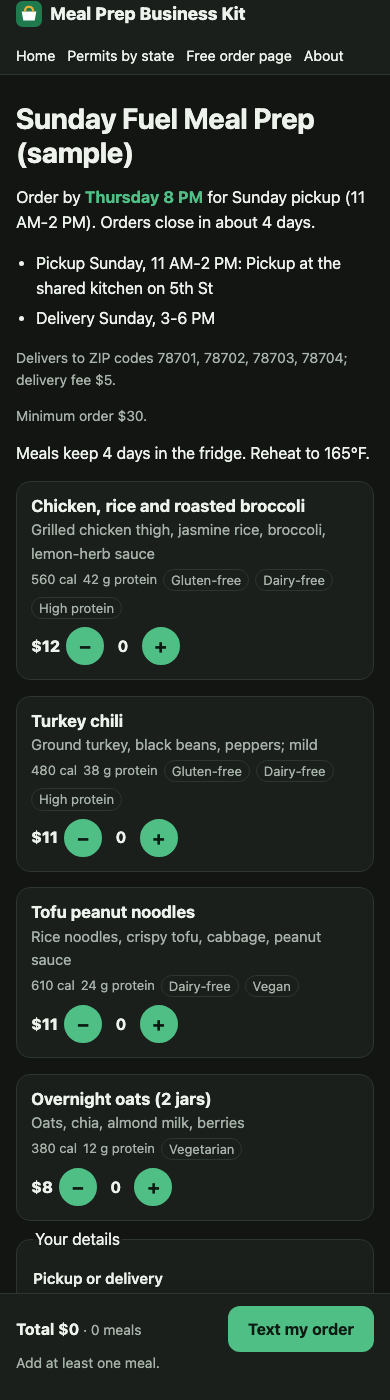 Meal Prep Business Kit
Home Permits by state Free order page About
Sunday Fuel Meal Prep
(sample)
Order by Thursday 8 PM for Sunday pickup (11
AM-2 PM). Orders close in about 4 days.
• Pickup Sunday, 11 AM-2 PM: Pickup at the
shared kitchen on 5th St
• Delivery Sunday, 3-6 PM
Delivers to ZIP codes 78701, 78702, 78703, 78704;
delivery fee $5.
Minimum order $30.
Meals keep 4 days in the fridge. Reheat to 165°F.
Chicken, rice and roasted broccoli
Grilled chicken thigh, jasmine rice, broccoli,
lemon-herb sauce
560 cal 42 g protein Gluten-free Dairy-free
High protein
$12 − 0 +
Turkey chili
Ground turkey, black beans, peppers; mild
480 cal 38 g protein Gluten-free Dairy-free
High protein
$11 − 0 +
Tofu peanut noodles
Rice noodles, crispy tofu, cabbage, peanut
sauce
610 cal 24 g protein Dairy-free Vegan
$11 − 0 +
Overnight oats (2 jars)
Oats, chia, almond milk, berries
380 cal 12 g protein Vegetarian
$8 − 0 +
Your details
Pickup or delivery
Total $0 · 0 meals Text my order
Add at least one meal.